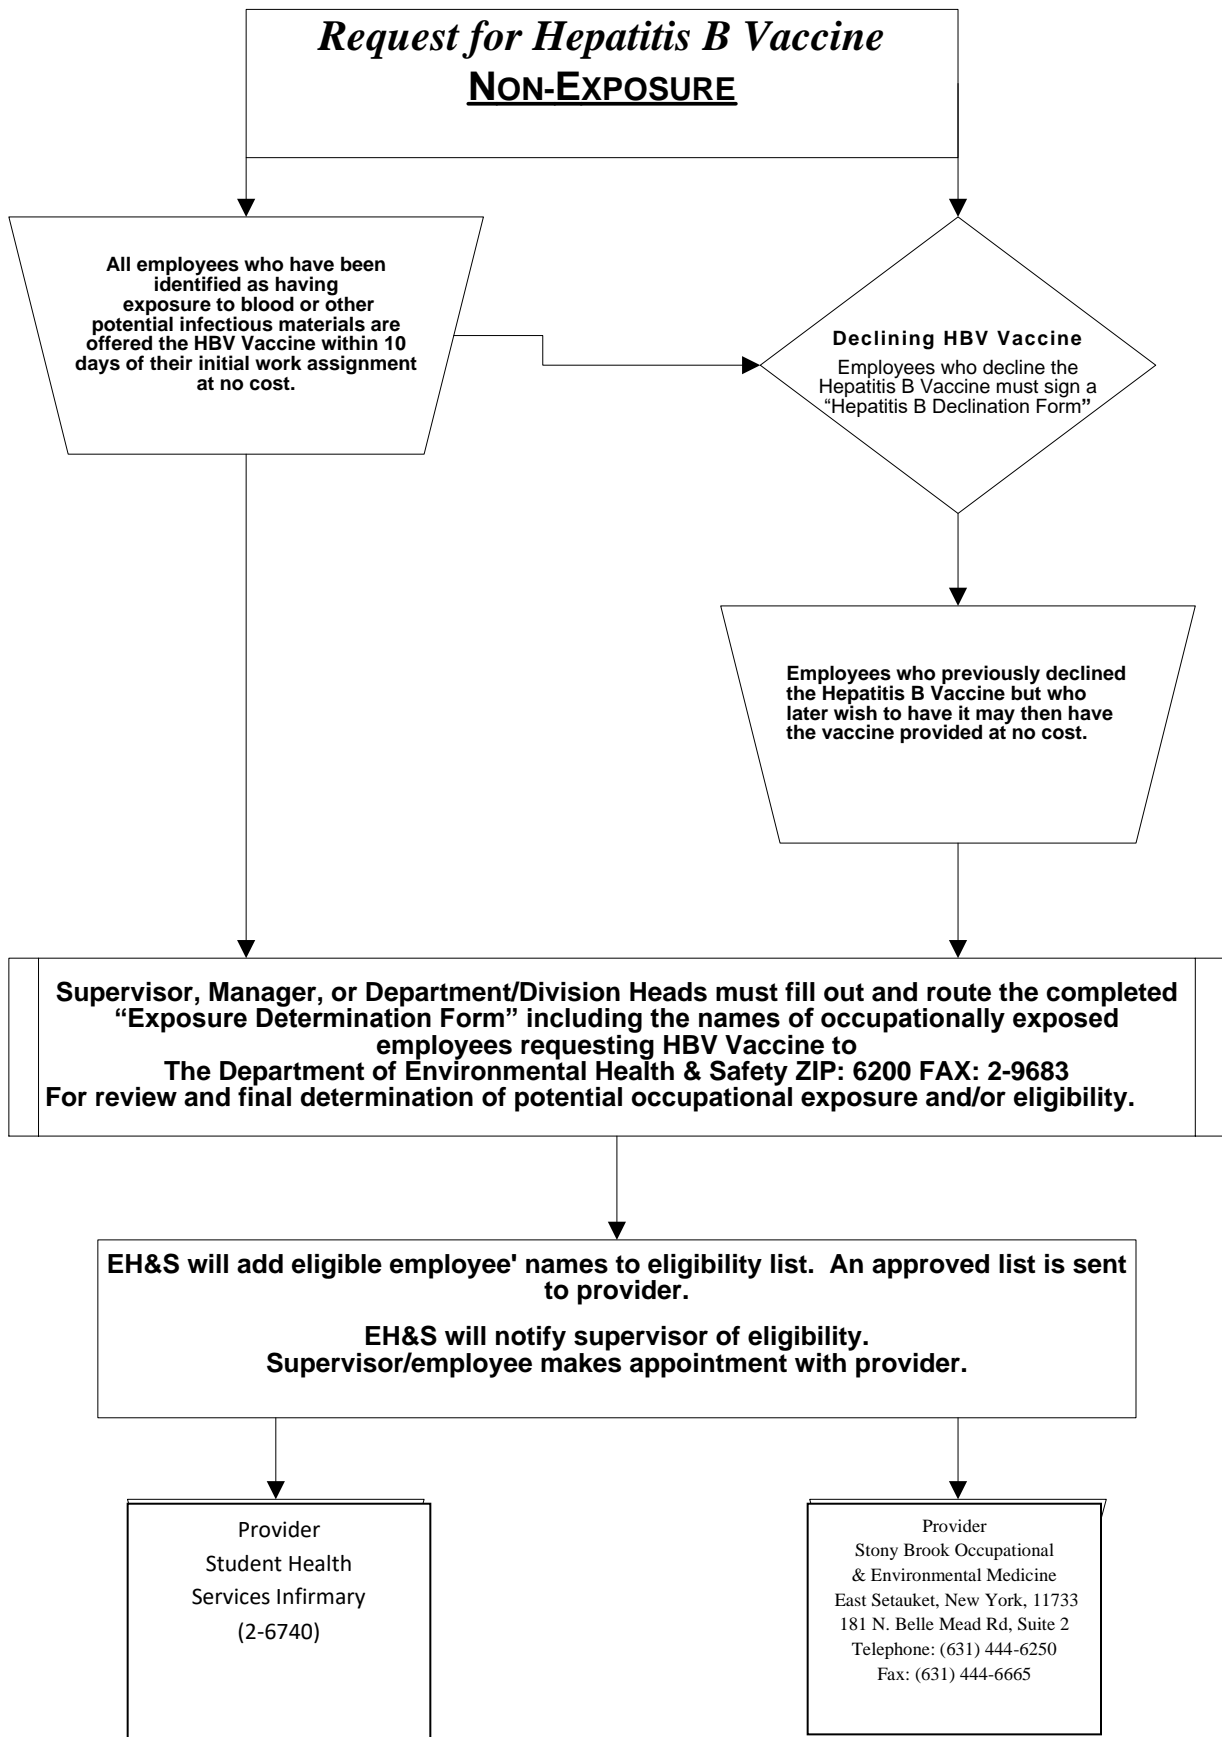 Request for Hepatitis B Vaccine
NON-EXPOSURE
All employees who have been
identified as having
exposure to blood or other
potential infectious materials are
offered the HBV Vaccine within 10
days of their initial work assignment
at no cost.
Declining HBV Vaccine
Employees who decline the
Hepatitis B Vaccine must sign a
“Hepatitis B Declination Form”
Employees who previously declined
the Hepatitis B Vaccine but who
later wish to have it may then have
the vaccine provided at no cost.
Supervisor, Manager, or Department/Division Heads must fill out and route the completed
“Exposure Determination Form” including the names of occupationally exposed
employees requesting HBV Vaccine to
The Department of Environmental Health & Safety ZIP: 6200 FAX: 2-9683
For review and final determination of potential occupational exposure and/or eligibility.
EH&S will add eligible employee' names to eligibility list.  An approved list is sent
to provider.
EH&S will notify supervisor of eligibility.
Supervisor/employee makes appointment with provider.
Provider
Student Health
Services Infirmary
(2-6740)
Provider
Stony Brook Occupational
& Environmental Medicine
East Setauket, New York, 11733
181 N. Belle Mead Rd, Suite 2
Telephone: (631) 444-6250
Fax: (631) 444-6665